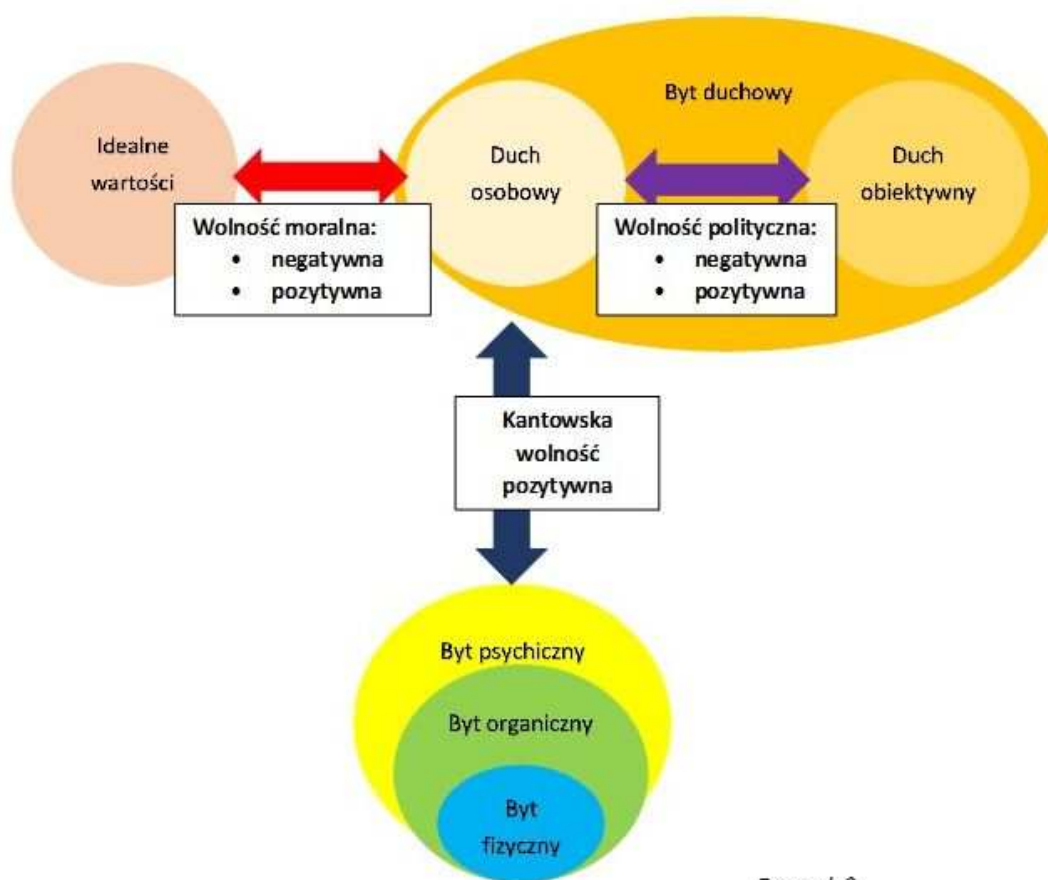 Byt duchowy
Idealne
wartości
Duch
osobowy
Duch
obiektywny
Wolność moralna:
• negatywna
• pozytywna
Wolność polityczna:
• negatywna
• pozytywna
Kantowska
wolność
pozytywna
Byt psychiczny
Byt organiczny
Byt
fizyczny